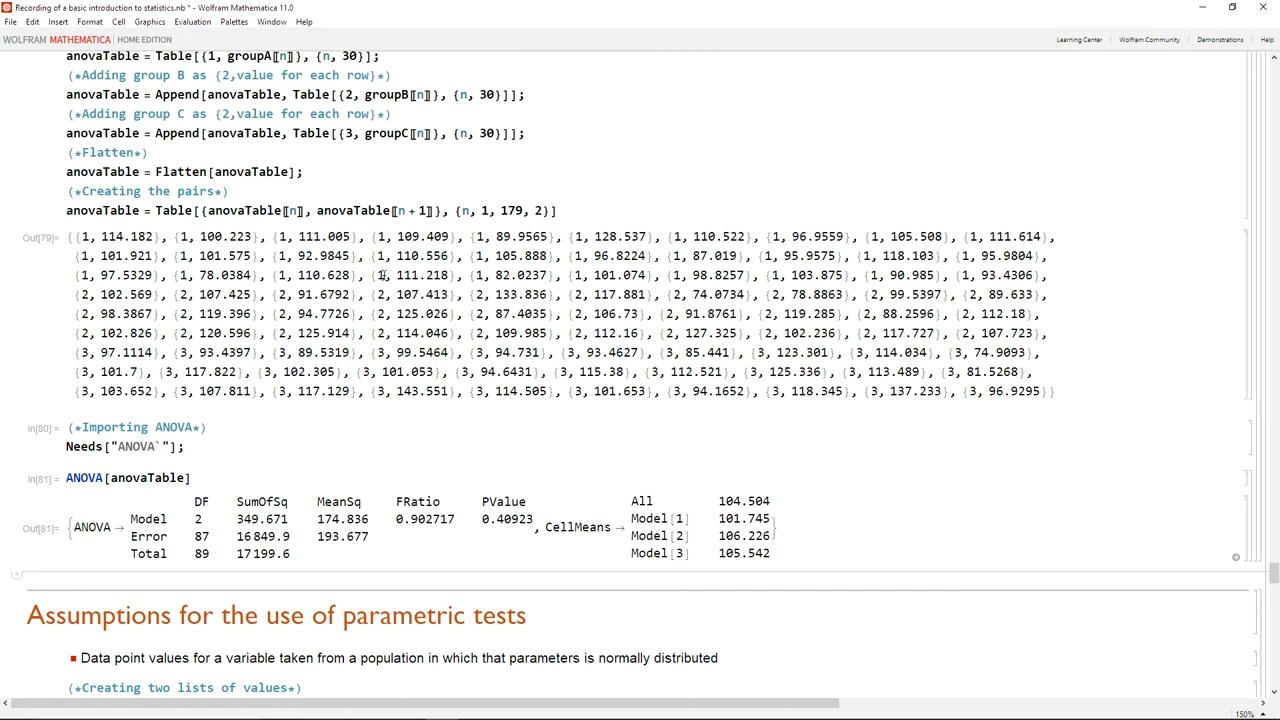 Recording of a basic introduction to statistics.nb * - Wolfram Mathematica 11.0
File Edit Insert Format Cell Graphics Evaluation Palettes Window Help
WOLFRAM MATHEMATICA | HOME EDITION Learning Center Wolfram Community Demonstrations Help
anovaTable = Table[{1, groupA[[n]]}, {n, 30}];
(*Adding group B as {2,value for each row}*)
anovaTable = Append[anovaTable, Table[{2, groupB[[n]]}, {n, 30}]];
(*Adding group C as {2,value for each row}*)
anovaTable = Append[anovaTable, Table[{3, groupC[[n]]}, {n, 30}]];
(*Flatten*)
anovaTable = Flatten[anovaTable];
(*Creating the pairs*)
anovaTable = Table[{anovaTable[[n]], anovaTable[[n + 1]]}, {n, 1, 179, 2}]
Out[79]= {{1, 114.182}, {1, 100.223}, {1, 111.005}, {1, 109.409}, {1, 89.9565}, {1, 128.537}, {1, 110.522}, {1, 96.9559}, {1, 105.508}, {1, 111.614},
{1, 101.921}, {1, 101.575}, {1, 92.9845}, {1, 110.556}, {1, 105.888}, {1, 96.8224}, {1, 87.019}, {1, 95.9575}, {1, 118.103}, {1, 95.9804},
{1, 97.5329}, {1, 78.0384}, {1, 110.628}, {1, 111.218}, {1, 82.0237}, {1, 101.074}, {1, 98.8257}, {1, 103.875}, {1, 90.985}, {1, 93.4306},
{2, 102.569}, {2, 107.425}, {2, 91.6792}, {2, 107.413}, {2, 133.836}, {2, 117.881}, {2, 74.0734}, {2, 78.8863}, {2, 99.5397}, {2, 89.633},
{2, 98.3867}, {2, 119.396}, {2, 94.7726}, {2, 125.026}, {2, 87.4035}, {2, 106.73}, {2, 91.8761}, {2, 119.285}, {2, 88.2596}, {2, 112.18},
{2, 102.826}, {2, 120.596}, {2, 125.914}, {2, 114.046}, {2, 109.985}, {2, 112.16}, {2, 127.325}, {2, 102.236}, {2, 117.727}, {2, 107.723},
{3, 97.1114}, {3, 93.4397}, {3, 89.5319}, {3, 99.5464}, {3, 94.731}, {3, 93.4627}, {3, 85.441}, {3, 123.301}, {3, 114.034}, {3, 74.9093},
{3, 101.7}, {3, 117.822}, {3, 102.305}, {3, 101.053}, {3, 94.6431}, {3, 115.38}, {3, 112.521}, {3, 125.336}, {3, 113.489}, {3, 81.5268},
{3, 103.652}, {3, 107.811}, {3, 117.129}, {3, 143.551}, {3, 114.505}, {3, 101.653}, {3, 94.1652}, {3, 118.345}, {3, 137.233}, {3, 96.9295}}
In[80]:= (*Importing ANOVA*)
Needs["ANOVA`"];
In[81]:= ANOVA[anovaTable]
DF SumOfSq MeanSq FRatio PValue All 104.504
Model 2 349.671 174.836 0.902717 0.40923 Model[1] 101.745
Out[81]= {ANOVA → , CellMeans → }
Error 87 16849.9 193.677 Model[2] 106.226
Total 89 17199.6 Model[3] 105.542
Assumptions for the use of parametric tests
Data point values for a variable taken from a population in which that parameters is normally distributed
(*Creating two lists of values*)
150%